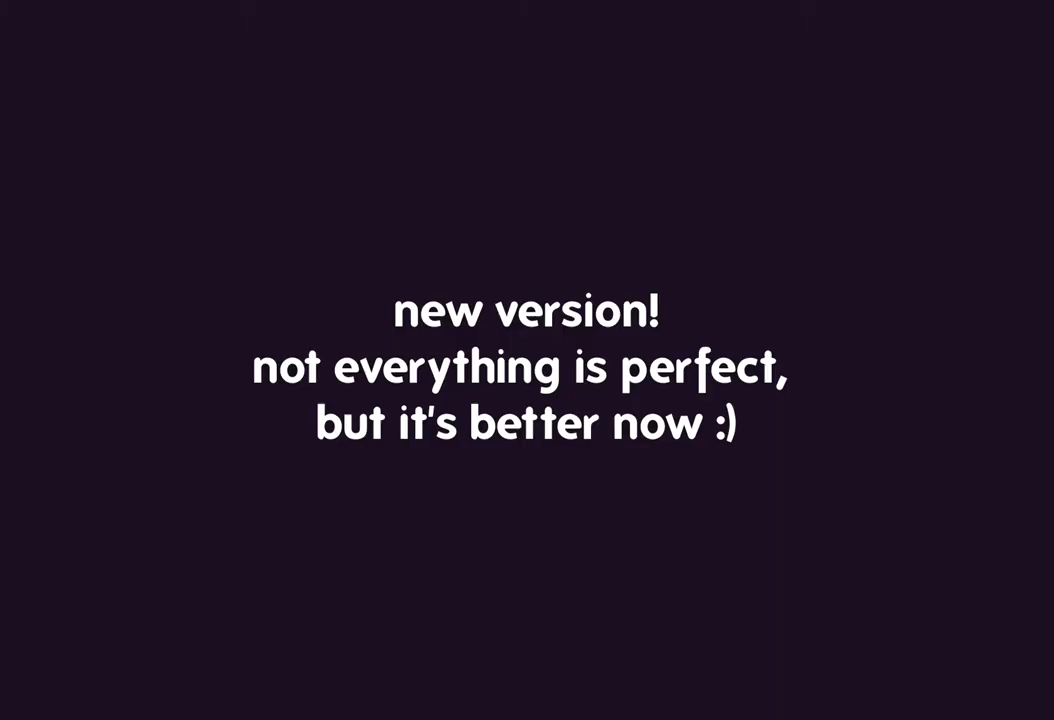 new version!
not everything is perfect,
but it's better now :)